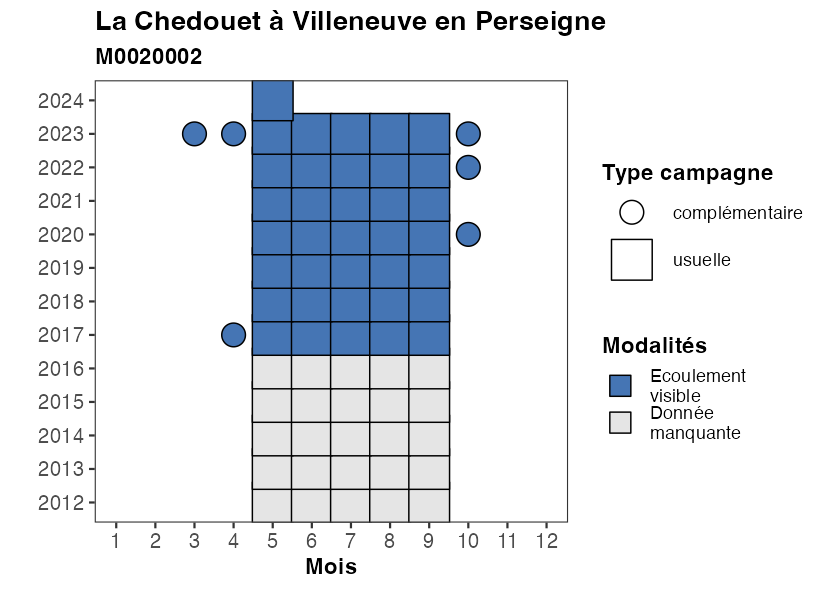 La Chedouet à Villeneuve en Perseigne
M0020002
2024
2023
2022
2021
2020
2019
2018
2017
2016
2015
2014
2013
2012
1 2 3 4 5 6 7 8 9 10 11 12
Mois
Type campagne
complémentaire
usuelle
Modalités
Ecoulement
visible
Donnée
manquante